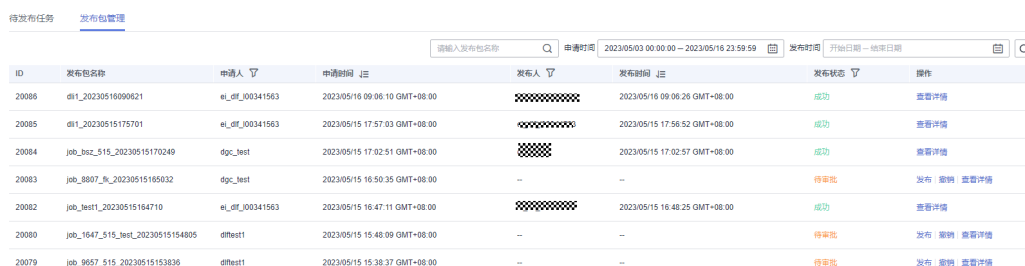 待发布任务 发布包管理
请输入发布包名称 申请时间 2023/05/03 00:00:00 – 2023/05/16 23:59:59 发布时间 开始日期 – 结束日期
ID 发布包名称 申请人 申请时间 发布人 发布时间 发布状态 操作
20086 dli1_20230516090621 ei_dlf_l00341563 2023/05/16 09:06:10 GMT+08:00 2023/05/16 09:06:26 GMT+08:00 成功 查看详情
20085 dli1_20230515175701 ei_dlf_l00341563 2023/05/15 17:57:03 GMT+08:00 2023/05/15 17:56:52 GMT+08:00 成功 查看详情
20084 job_bsz_515_20230515170249 dgc_test 2023/05/15 17:02:51 GMT+08:00 2023/05/15 17:02:57 GMT+08:00 成功 查看详情
20083 job_8807_fk_20230515165032 dgc_test 2023/05/15 16:50:35 GMT+08:00 -- -- 待审批 发布 撤销 查看详情
20082 job_test1_20230515164710 ei_dlf_l00341563 2023/05/15 16:47:11 GMT+08:00 2023/05/15 16:48:25 GMT+08:00 成功 查看详情
20080 job_1647_515_test_20230515154805 dlftest1 2023/05/15 15:48:09 GMT+08:00 -- -- 待审批 发布 撤销 查看详情
20079 job_9657_515_20230515153836 dlftest1 2023/05/15 15:38:37 GMT+08:00 -- -- 待审批 发布 撤销 查看详情